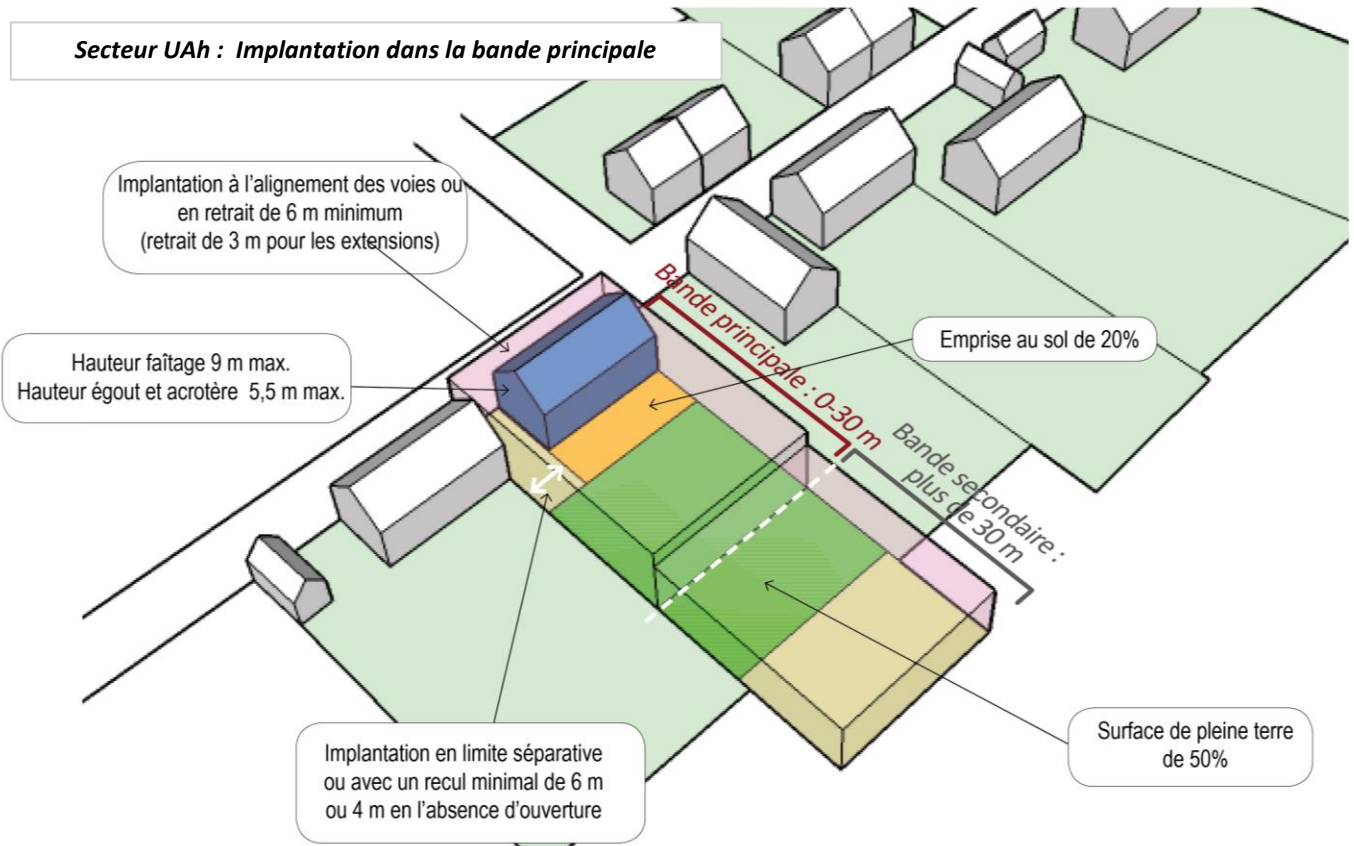 Secteur UAh : Implantation dans la bande principale
Implantation à l'alignement des voies ou
en retrait de 6 m minimum
(retrait de 3 m pour les extensions)
Hauteur faîtage 9 m max.
Hauteur égout et acrotère 5,5 m max.
Bande principale : 0-30 m
Emprise au sol de 20%
Bande secondaire :
plus de 30 m
Implantation en limite séparative
ou avec un recul minimal de 6 m
ou 4 m en l'absence d'ouverture
Surface de pleine terre
de 50%